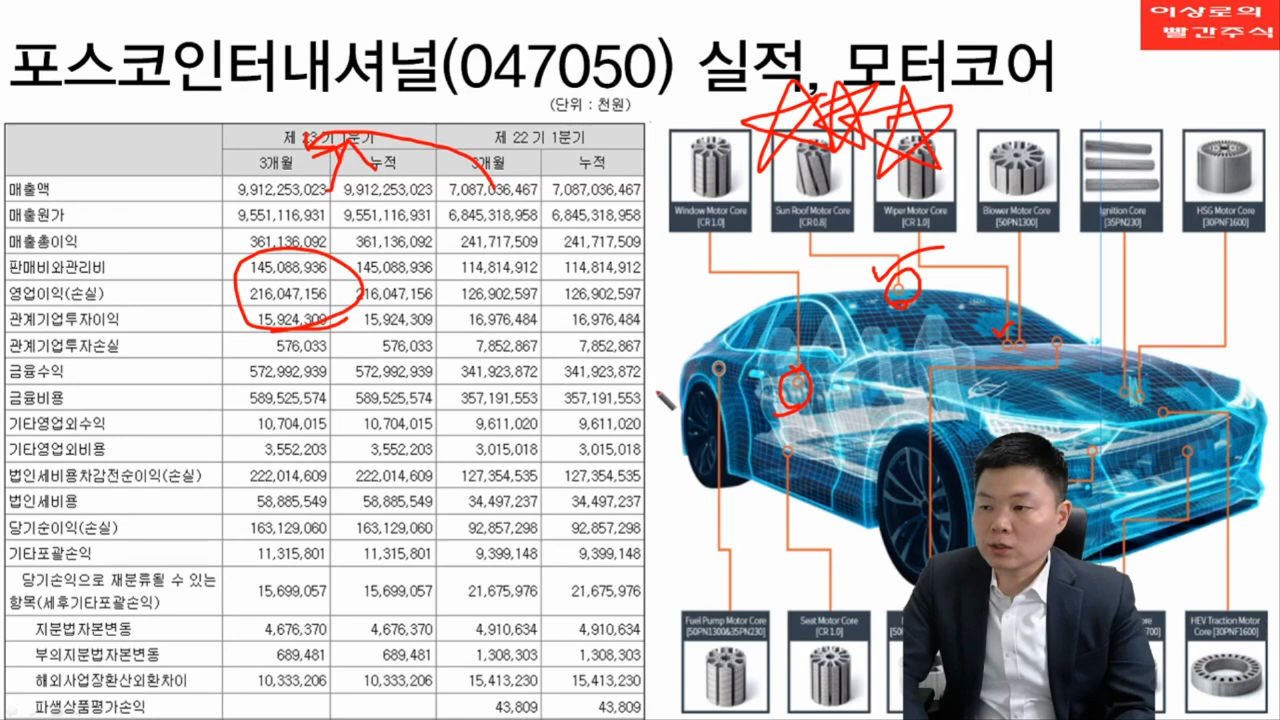 이상로의
빨간주식
포스코인터내셔널(047050) 실적, 모터코어
(단위 : 천원)
제 23 기 1분기 제 22 기 1분기
3개월 누적 3개월 누적
매출액 9,912,253,023 9,912,253,023 7,087,036,467 7,087,036,467
매출원가 9,551,116,931 9,551,116,931 6,845,318,958 6,845,318,958
매출총이익 361,136,092 361,136,092 241,717,509 241,717,509
판매비와관리비 145,088,936 145,088,936 114,814,912 114,814,912
영업이익(손실) 216,047,156 216,047,156 126,902,597 126,902,597
관계기업투자이익 15,924,309 15,924,309 16,976,484 16,976,484
관계기업투자손실 576,033 576,033 7,852,867 7,852,867
금융수익 572,992,939 572,992,939 341,923,872 341,923,872
금융비용 589,525,574 589,525,574 357,191,553 357,191,553
기타영업외수익 10,704,015 10,704,015 9,611,020 9,611,020
기타영업외비용 3,552,203 3,552,203 3,015,018 3,015,018
법인세비용차감전순이익(손실) 222,014,609 222,014,609 127,354,535 127,354,535
법인세비용 58,885,549 58,885,549 34,497,237 34,497,237
당기순이익(손실) 163,129,060 163,129,060 92,857,298 92,857,298
기타포괄손익 11,315,801 11,315,801 9,399,148 9,399,148
당기손익으로 재분류될 수 있는
항목(세후기타포괄손익) 15,699,057 15,699,057 21,675,976 21,675,976
지분법자본변동 4,676,370 4,676,370 4,910,634 4,910,634
부의지분법자본변동 689,481 689,481 1,308,303 1,308,303
해외사업장환산외환차이 10,333,206 10,333,206 15,413,230 15,413,230
파생상품평가손익 43,809 43,809
Window Motor Core
[CR 1.0]
Sun Roof Motor Core
[CR 0.8]
Wiper Motor Core
[CR 1.0]
Blower Motor Core
[50PN1300]
Ignition Core
[35PN230]
HSG Motor Core
[30PNF1600]
Fuel Pump Motor Core
[50PN1300&35PN230]
Seat Motor Core
[CR 1.0]
HEV Traction Motor
Core [30PNF1600]